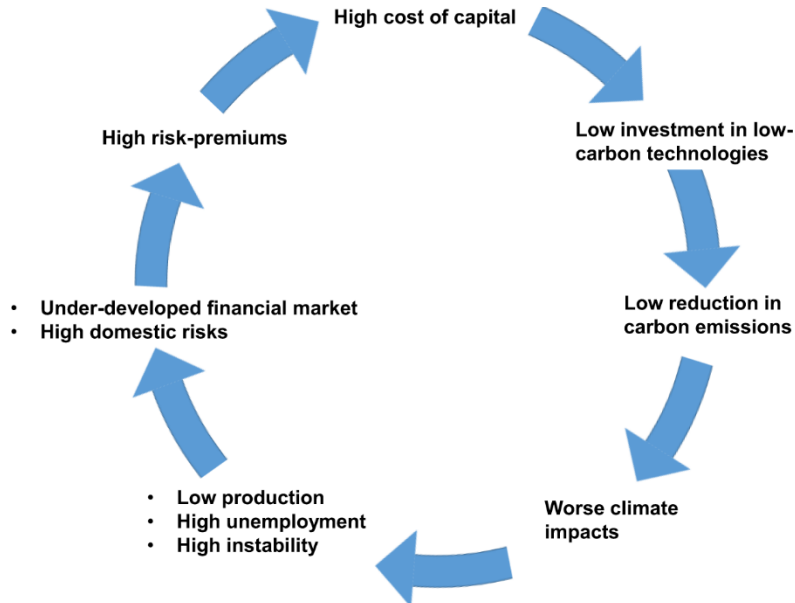 High cost of capital
Low investment in low-
carbon technologies
Low reduction in
carbon emissions
Worse climate
impacts
• Low production
• High unemployment
• High instability
• Under-developed financial market
• High domestic risks
High risk-premiums